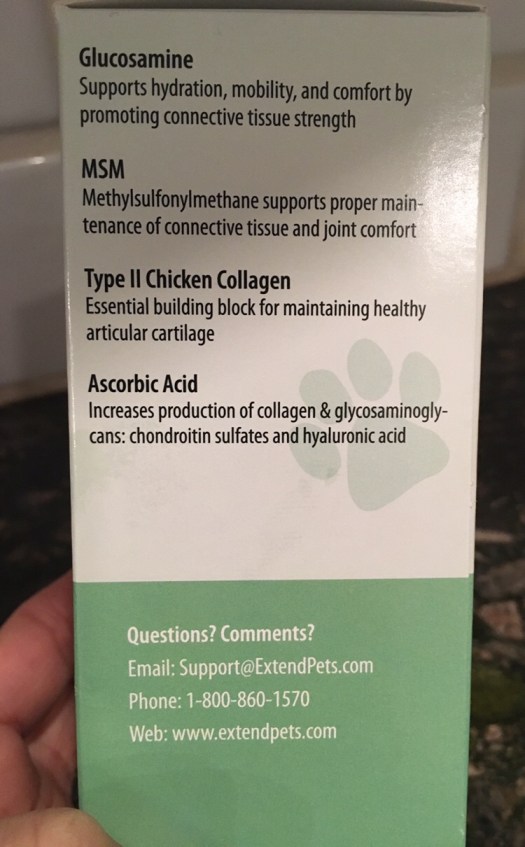 Glucosamine
Supports hydration, mobility, and comfort by
promoting connective tissue strength
MSM
Methylsulfonylmethane supports proper main-
tenance of connective tissue and joint comfort
Type II Chicken Collagen
Essential building block for maintaining healthy
articular cartilage
Ascorbic Acid
Increases production of collagen & glycosaminogly-
cans: chondroitin sulfates and hyaluronic acid
Questions? Comments?
Email: Support@ExtendPets.com
Phone: 1-800-860-1570
Web: www.extendpets.com